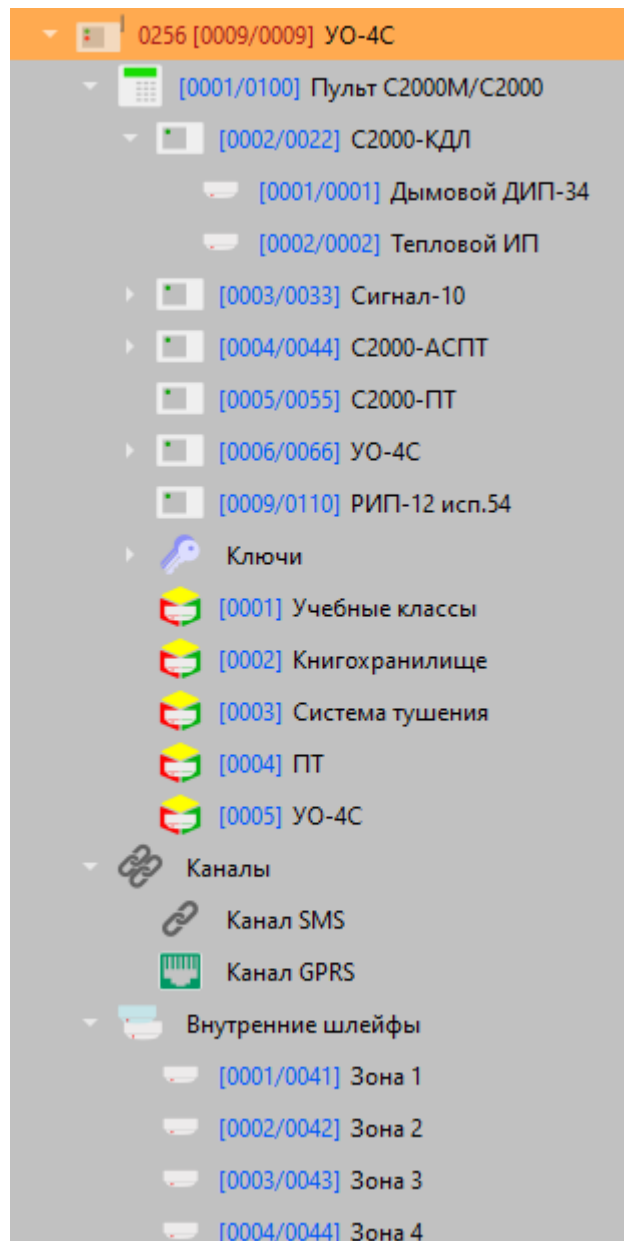 0256 [0009/0009] УО-4С
[0001/0100] Пульт С2000М/С2000
[0002/0022] С2000-КДЛ
[0001/0001] Дымовой ДИП-34
[0002/0002] Тепловой ИП
[0003/0033] Сигнал-10
[0004/0044] С2000-АСПТ
[0005/0055] С2000-ПТ
[0006/0066] УО-4С
[0009/0110] РИП-12 исп.54
Ключи
[0001] Учебные классы
[0002] Книгохранилище
[0003] Система тушения
[0004] ПТ
[0005] УО-4С
Каналы
Канал SMS
Канал GPRS
Внутренние шлейфы
[0001/0041] Зона 1
[0002/0042] Зона 2
[0003/0043] Зона 3
[0004/0044] Зона 4